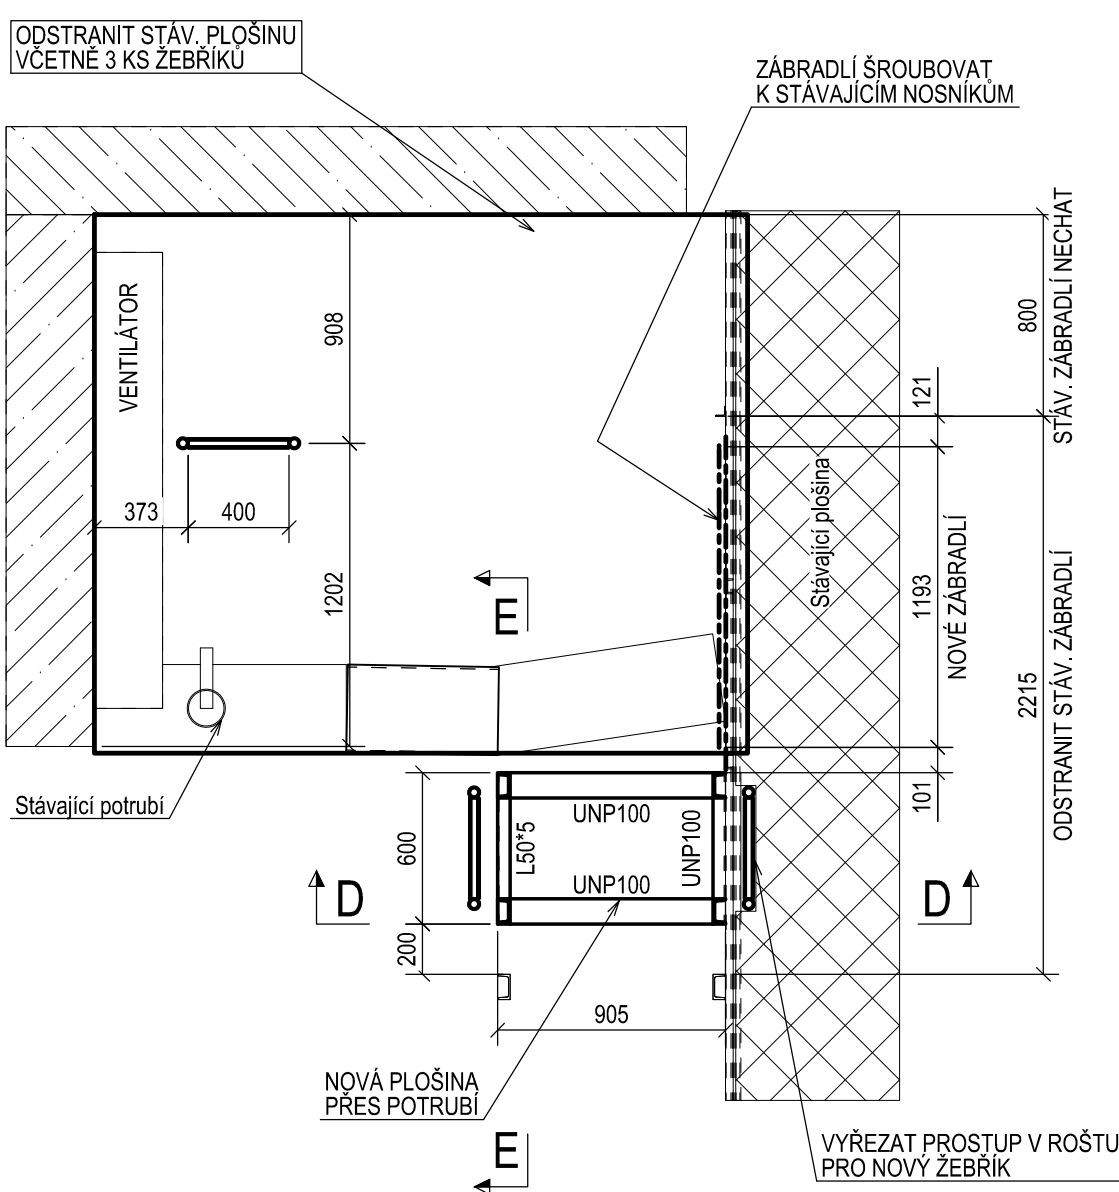 ODSTRANIT STÁV. PLOŠINU
VČETNĚ 3 KS ŽEBŘÍKŮ
ZÁBRADLÍ ŠROUBOVAT
K STÁVAJÍCÍM NOSNÍKŮM
VENTILÁTOR
908
373
400
1202
E
Stávající plošina
800
STÁV. ZÁBRADLÍ NECHAT
121
1193
NOVÉ ZÁBRADLÍ
2215
ODSTRANIT STÁV. ZÁBRADLÍ
101
Stávající potrubí
600
200
UNP100
L50*5
UNP100
UNP100
D
D
905
NOVÁ PLOŠINA
PŘES POTRUBÍ
E
VYŘEZAT PROSTUP V ROŠTU
PRO NOVÝ ŽEBŘÍK